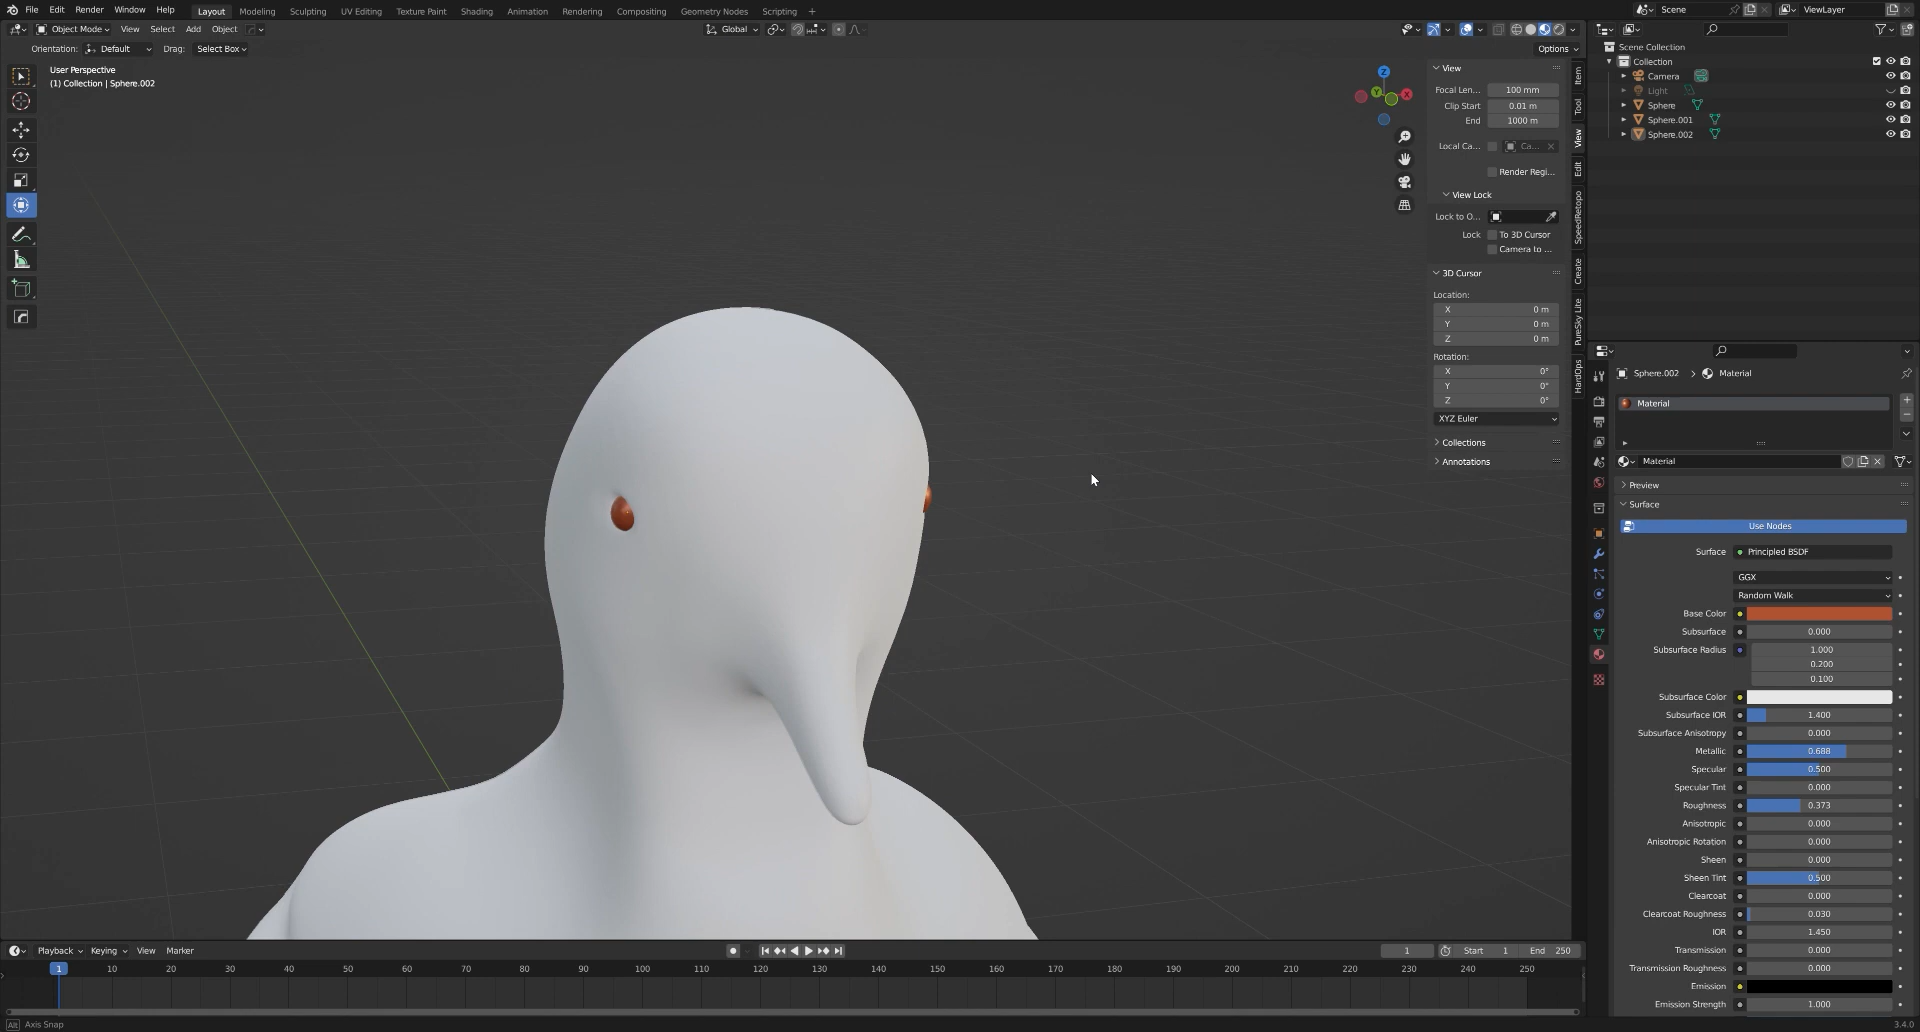 File Edit Render Window Help Layout Modeling Sculpting UV Editing Texture Paint Shading Animation Rendering Compositing Geometry Nodes Scripting + Scene ViewLayer
Object Mode View Select Add Object Global
Orientation: Default Drag: Select Box Options
User Perspective
(1) Collection | Sphere.002
Z
Y
X
View
Focal Len... 100 mm
Clip Start 0.01 m
End 1000 m
Local Ca... Ca...
Render Regi...
View Lock
Lock to O...
Lock To 3D Cursor
Camera to ...
3D Cursor
Location:
X 0 m
Y 0 m
Z 0 m
Rotation:
X 0°
Y 0°
Z 0°
XYZ Euler
Collections
Annotations
Item
Tool
View
Edit
SpeedRetopo
Create
PureSky Lite
HardOps
Scene Collection
Collection
Camera
Light
Sphere
Sphere.001
Sphere.002
Sphere.002 > Material
Material
Material
Preview
Surface
Use Nodes
Surface Principled BSDF
GGX
Random Walk
Base Color
Subsurface 0.000
Subsurface Radius 1.000
0.200
0.100
Subsurface Color
Subsurface IOR 1.400
Subsurface Anisotropy 0.000
Metallic 0.688
Specular 0.500
Specular Tint 0.000
Roughness 0.373
Anisotropic 0.000
Anisotropic Rotation 0.000
Sheen 0.000
Sheen Tint 0.500
Clearcoat 0.000
Clearcoat Roughness 0.030
IOR 1.450
Transmission 0.000
Transmission Roughness 0.000
Emission
Emission Strength 1.000
Playback Keying View Marker 1 Start 1 End 250
1 10 20 30 40 50 60 70 80 90 100 110 120 130 140 150 160 170 180 190 200 210 220 230 240 250
Alt Axis Snap 3.4.0